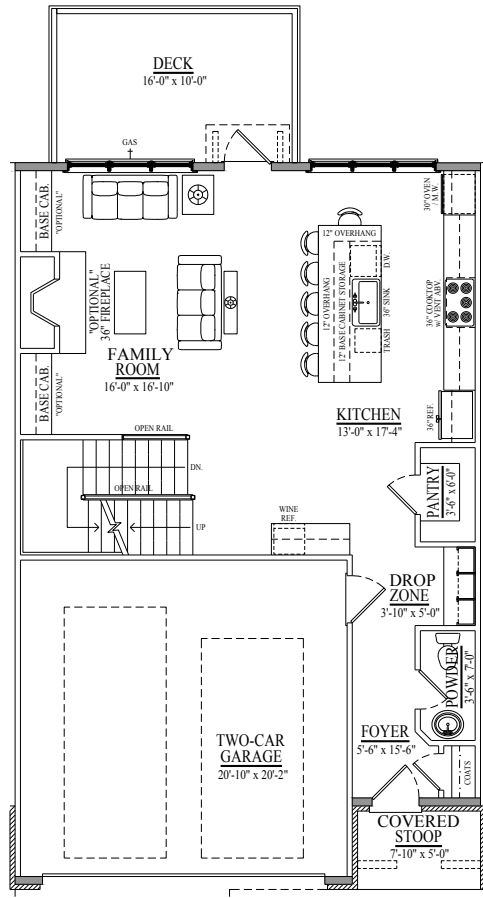 DECK
16'-0" x 10'-0"
GAS
BASE CAB.
"OPTIONAL"
30" OVEN
/ M.W.
12" OVERHANG
D.W.
12" OVERHANG
12" BASE CABINET STORAGE
36" SINK
TRASH
36" COOKTOP
w/ VENT ABV.
"OPTIONAL"
36" FIREPLACE
FAMILY
ROOM
16'-0" x 16'-10"
BASE CAB.
"OPTIONAL"
KITCHEN
13'-0" x 17'-4"
36" REF.
OPEN RAIL
DN.
OPEN RAIL
UP
PANTRY
3'-6" x 6'-0"
WINE
REF.
DROP
ZONE
3'-10" x 5'-0"
POWDER
3'-6" x 7'-0"
FOYER
5'-6" x 15'-6"
TWO-CAR
GARAGE
20'-10" x 20'-2"
COATS
COVERED
STOOP
7'-10" x 5'-0"